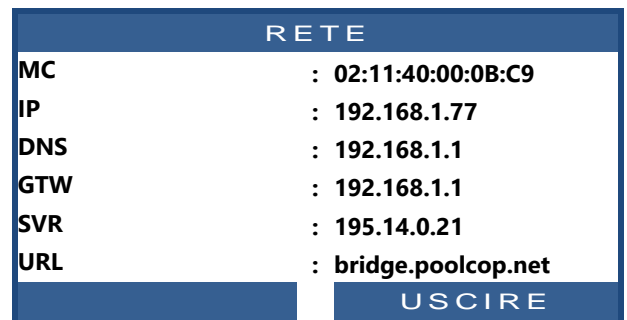 RETE
MC : 02:11:40:00:0B:C9
IP : 192.168.1.77
DNS : 192.168.1.1
GTW : 192.168.1.1
SVR : 195.14.0.21
URL : bridge.poolcop.net
USCIRE